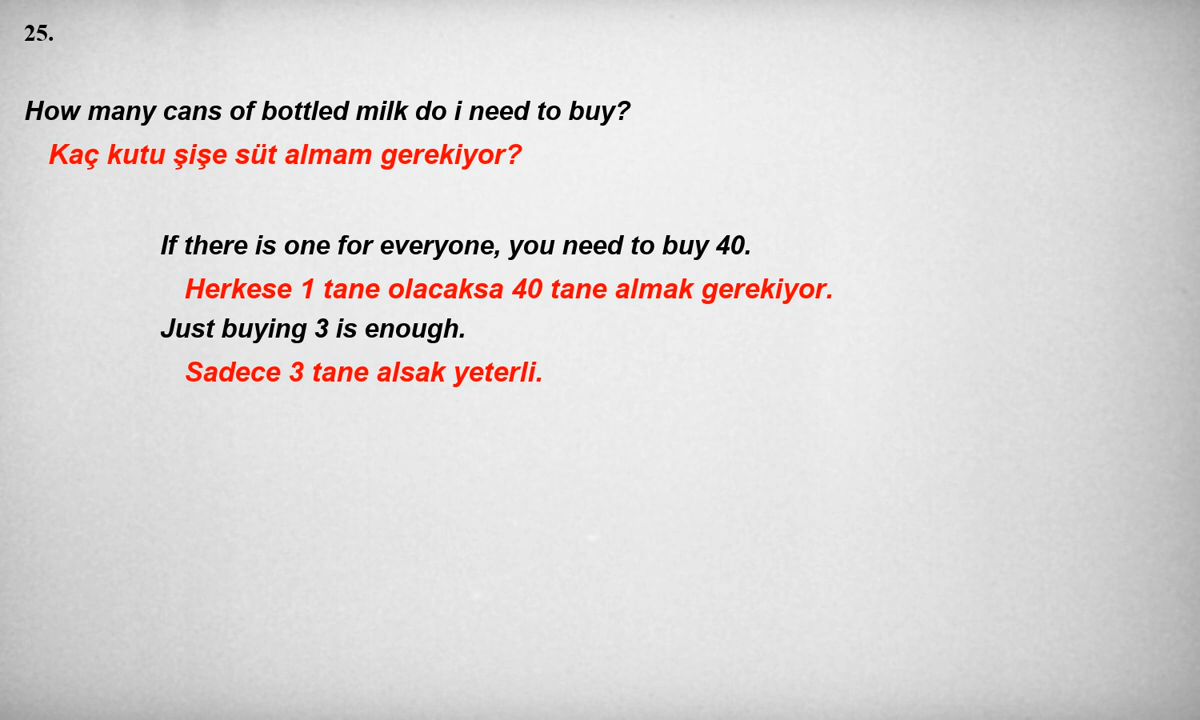 25.
How many cans of bottled milk do i need to buy?
Kaç kutu şişe süt almam gerekiyor?
If there is one for everyone, you need to buy 40.
Herkese 1 tane olacaksa 40 tane almak gerekiyor.
Just buying 3 is enough.
Sadece 3 tane alsak yeterli.